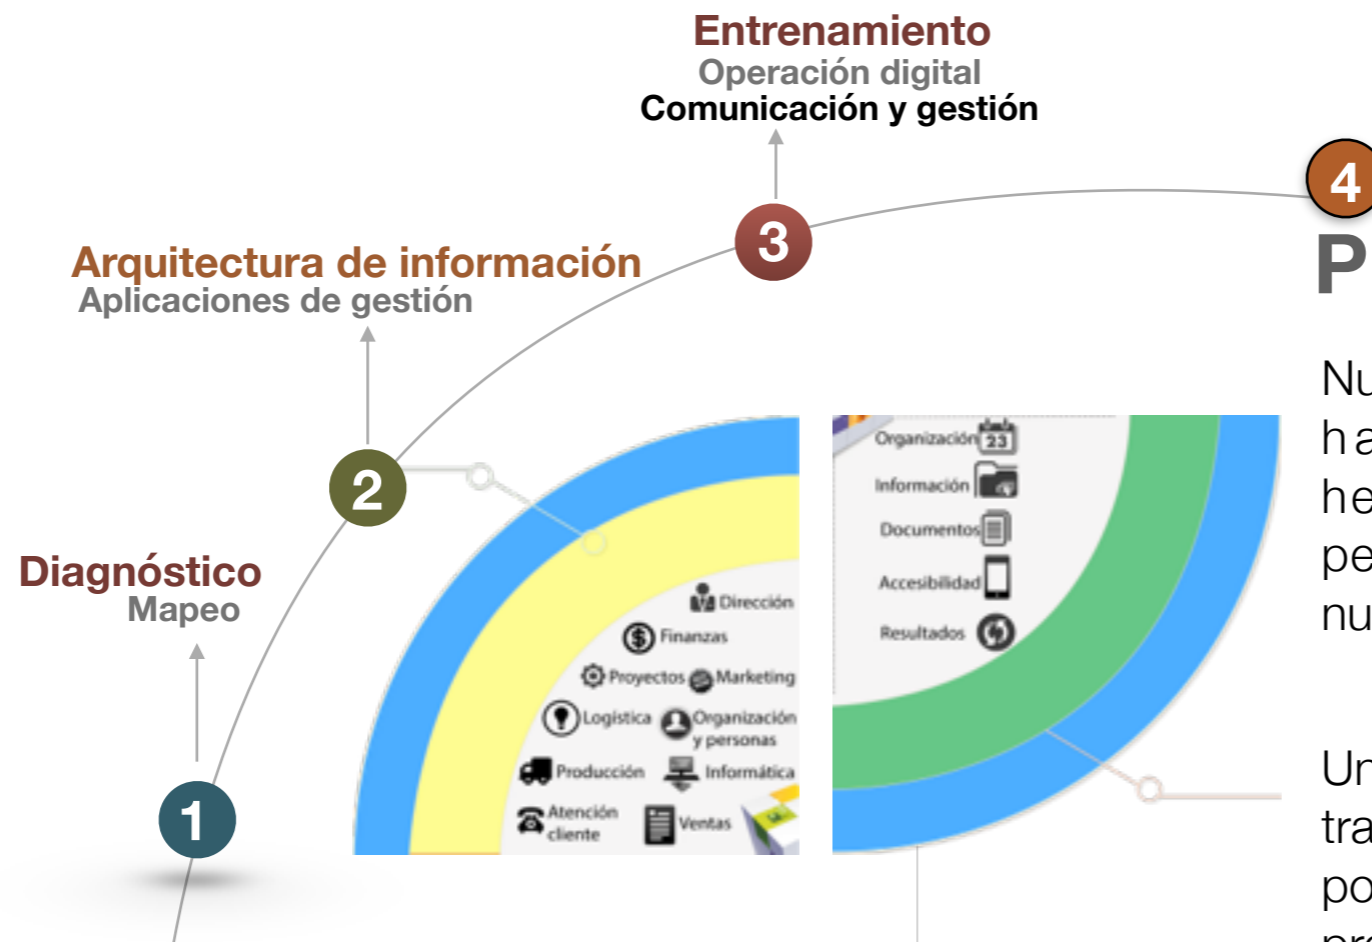 Entrenamiento
Operación digital
Comunicación y gestión
4
P
3
Arquitectura de información
Aplicaciones de gestión
2
Diagnóstico
Mapeo
1
Dirección
Finanzas
Proyectos Marketing
Logística Organización
y personas
Producción Informática
Atención
cliente
Ventas
Organización 23
Información
Documentos
Accesibilidad
Resultados
Nu
ha
he
pe
nu
Un
tra
po